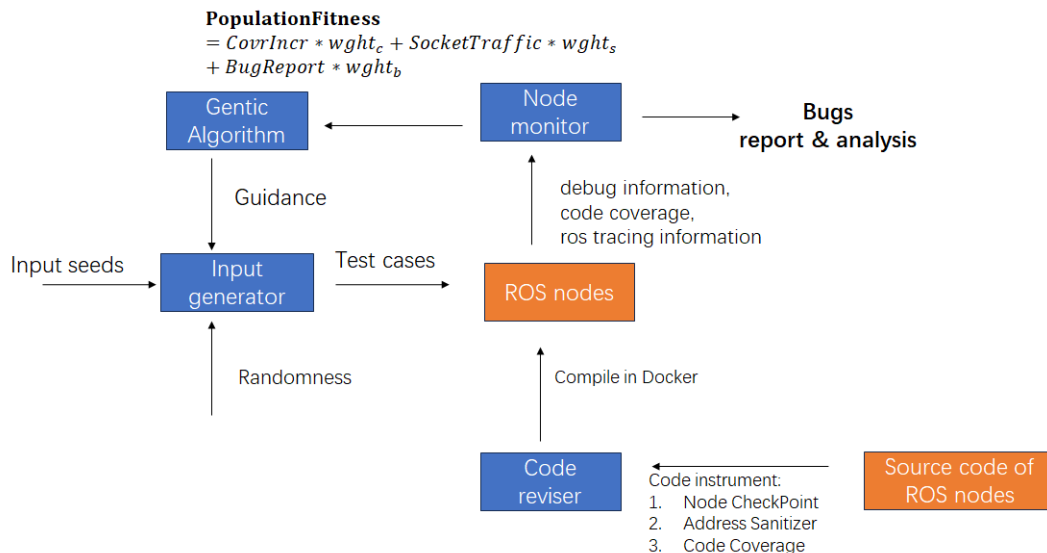 PopulationFitness
= CovrIncr * wght_c + SocketTraffic * wght_s
+ BugReport * wght_b
Gentic
Algorithm
Node
monitor
Bugs
report & analysis
Guidance
debug information,
code coverage,
ros tracing information
Input seeds
Input
generator
Test cases
ROS nodes
Randomness
Compile in Docker
Code
reviser
Code instrument:
1. Node CheckPoint
2. Address Sanitizer
3. Code Coverage
Source code of
ROS nodes